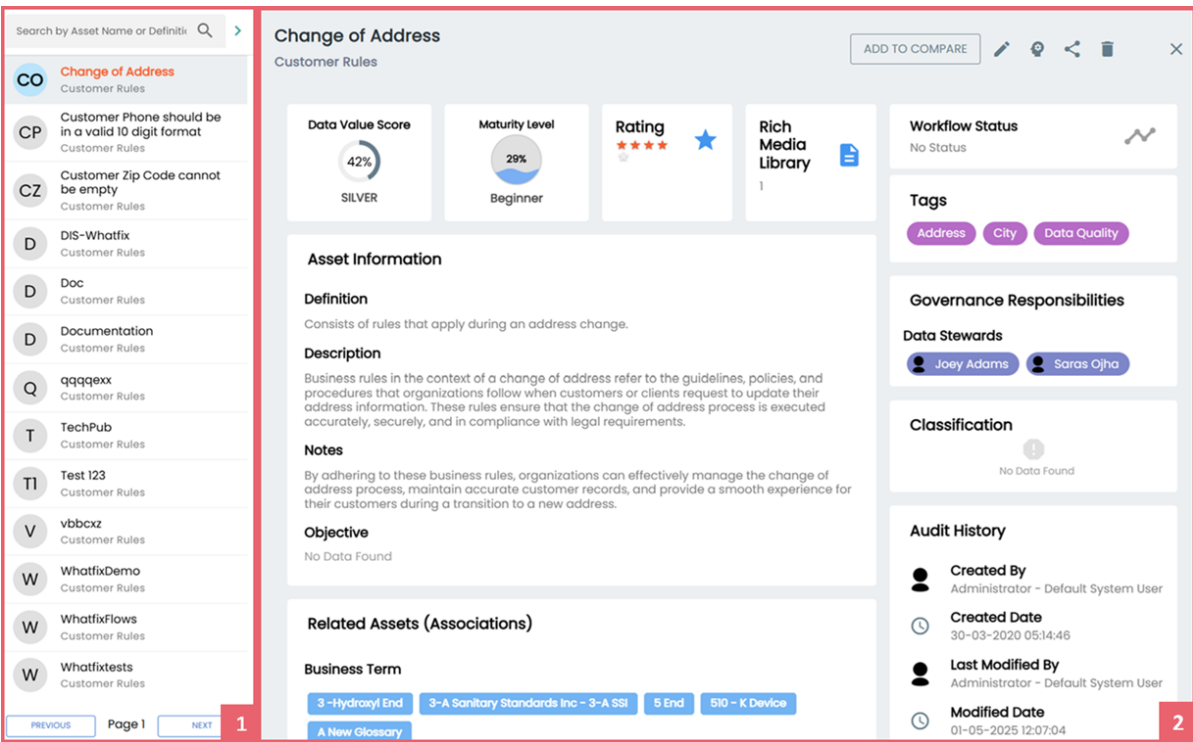 Search by Asset Name or Definiti
CO
Change of Address
Customer Rules
CP
Customer Phone should be
in a valid 10 digit format
Customer Rules
CZ
Customer Zip Code cannot
be empty
Customer Rules
D
DIS-Whatfix
Customer Rules
D
Doc
Customer Rules
D
Documentation
Customer Rules
Q
qqqqexx
Customer Rules
T
TechPub
Customer Rules
T1
Test 123
Customer Rules
V
vbbcxz
Customer Rules
W
WhatfixDemo
Customer Rules
W
WhatfixFlows
Customer Rules
W
Whatfixtests
Customer Rules
PREVIOUS
Page 1
NEXT
1
Change of Address
Customer Rules
ADD TO COMPARE
Data Value Score
42%
SILVER
Maturity Level
29%
Beginner
Rating
Rich
Media
Library
1
Asset Information
Definition
Consists of rules that apply during an address change.
Description
Business rules in the context of a change of address refer to the guidelines, policies, and
procedures that organizations follow when customers or clients request to update their
address information. These rules ensure that the change of address process is executed
accurately, securely, and in compliance with legal requirements.
Notes
By adhering to these business rules, organizations can effectively manage the change of
address process, maintain accurate customer records, and provide a smooth experience for
their customers during a transition to a new address.
Objective
No Data Found
Related Assets (Associations)
Business Term
3 -Hydroxyl End
3-A Sanitary Standards Inc - 3-A SSI
5 End
510 - K Device
A New Glossary
Workflow Status
No Status
Tags
Address
City
Data Quality
Governance Responsibilities
Data Stewards
Joey Adams
Saras Ojha
Classification
No Data Found
Audit History
Created By
Administrator - Default System User
Created Date
30-03-2020 05:14:46
Last Modified By
Administrator - Default System User
Modified Date
01-05-2025 12:07:04
2